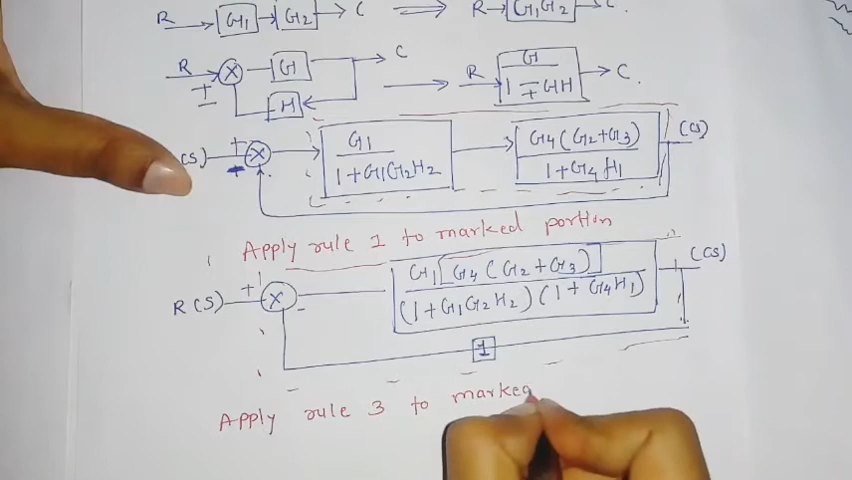 R G1 G2 C R G1G2 C.
R X G C R G C.
+ - H 1 ∓ GH
(S) + X G1 G4(G2+G3) C(S)
- 1+G1G2H2 1+G4H1
Apply rule 1 to marked portion
R(S) + X G1 G4(G2+G3) C(S)
- (1+G1G2H2)(1+G4H1)
1
Apply rule 3 to marked